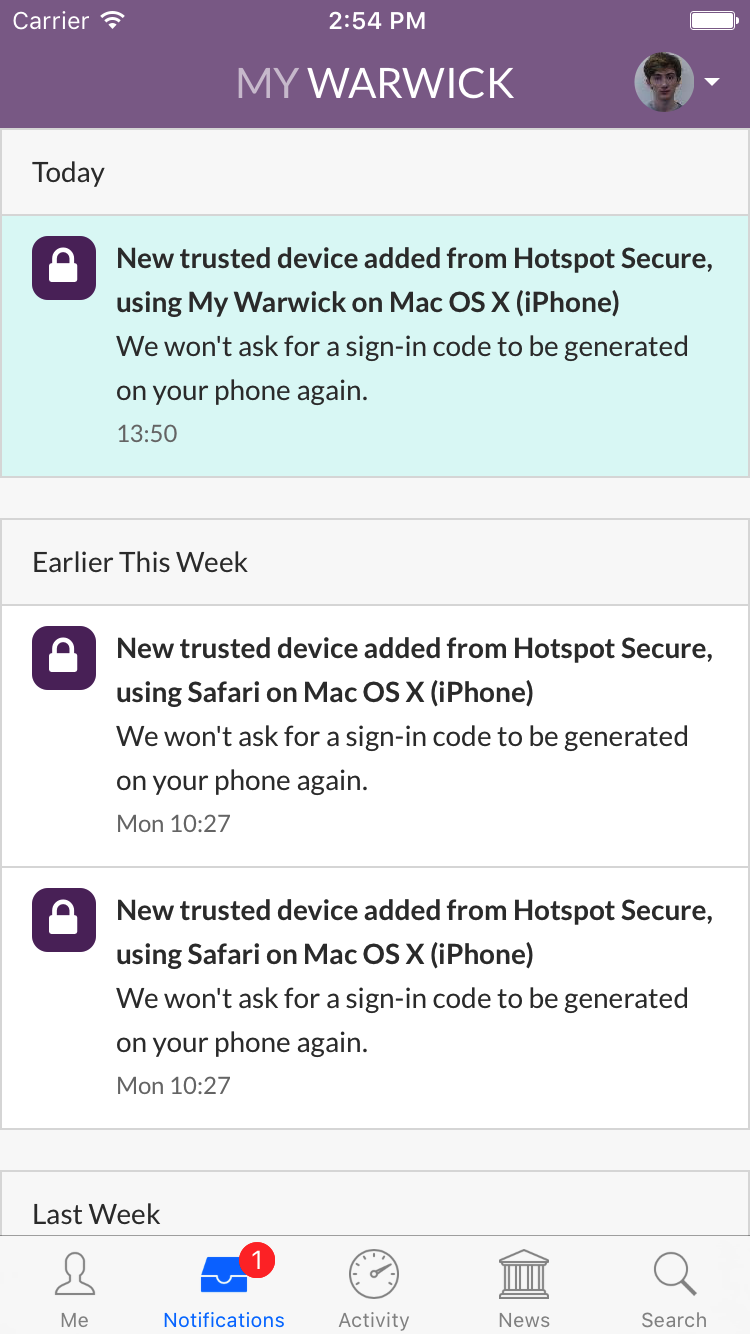 Carrier 2:54 PM
MY WARWICK
Today
New trusted device added from Hotspot Secure,
using My Warwick on Mac OS X (iPhone)
We won't ask for a sign-in code to be generated
on your phone again.
13:50
Earlier This Week
New trusted device added from Hotspot Secure,
using Safari on Mac OS X (iPhone)
We won't ask for a sign-in code to be generated
on your phone again.
Mon 10:27
New trusted device added from Hotspot Secure,
using Safari on Mac OS X (iPhone)
We won't ask for a sign-in code to be generated
on your phone again.
Mon 10:27
Last Week
1
Me Notifications Activity News Search